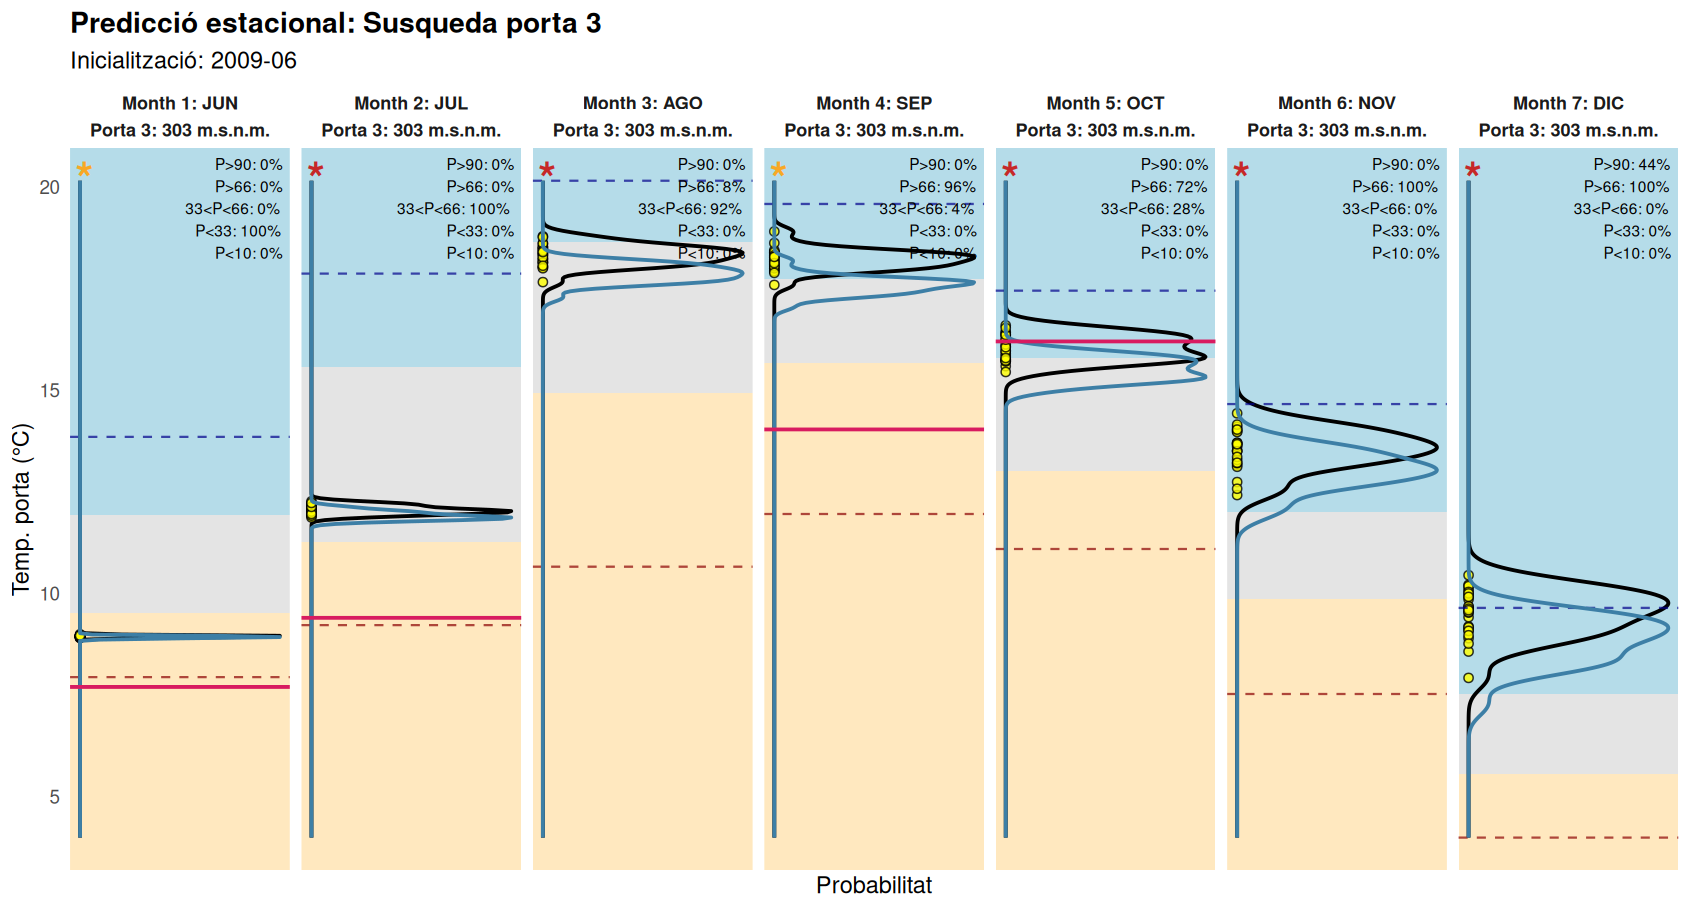 Predicció estacional: Susqueda porta 3
Inicialització: 2009-06
Month 1: JUN
Porta 3: 303 m.s.n.m.
Month 2: JUL
Porta 3: 303 m.s.n.m.
Month 3: AGO
Porta 3: 303 m.s.n.m.
Month 4: SEP
Porta 3: 303 m.s.n.m.
Month 5: OCT
Porta 3: 303 m.s.n.m.
Month 6: NOV
Porta 3: 303 m.s.n.m.
Month 7: DIC
Porta 3: 303 m.s.n.m.
*
P>90: 0%
P>66: 0%
33<P<66: 0%
P<33: 100%
P<10: 0%
*
P>90: 0%
P>66: 0%
33<P<66: 100%
P<33: 0%
P<10: 0%
*
P>90: 0%
P>66: 8%
33<P<66: 92%
P<33: 0%
P<10: 0%
*
P>90: 0%
P>66: 96%
33<P<66: 4%
P<33: 0%
P<10: 0%
*
P>90: 0%
P>66: 72%
33<P<66: 28%
P<33: 0%
P<10: 0%
*
P>90: 0%
P>66: 100%
33<P<66: 0%
P<33: 0%
P<10: 0%
*
P>90: 44%
P>66: 100%
33<P<66: 0%
P<33: 0%
P<10: 0%
20
15
10
5
Temp. porta (°C)
Probabilitat